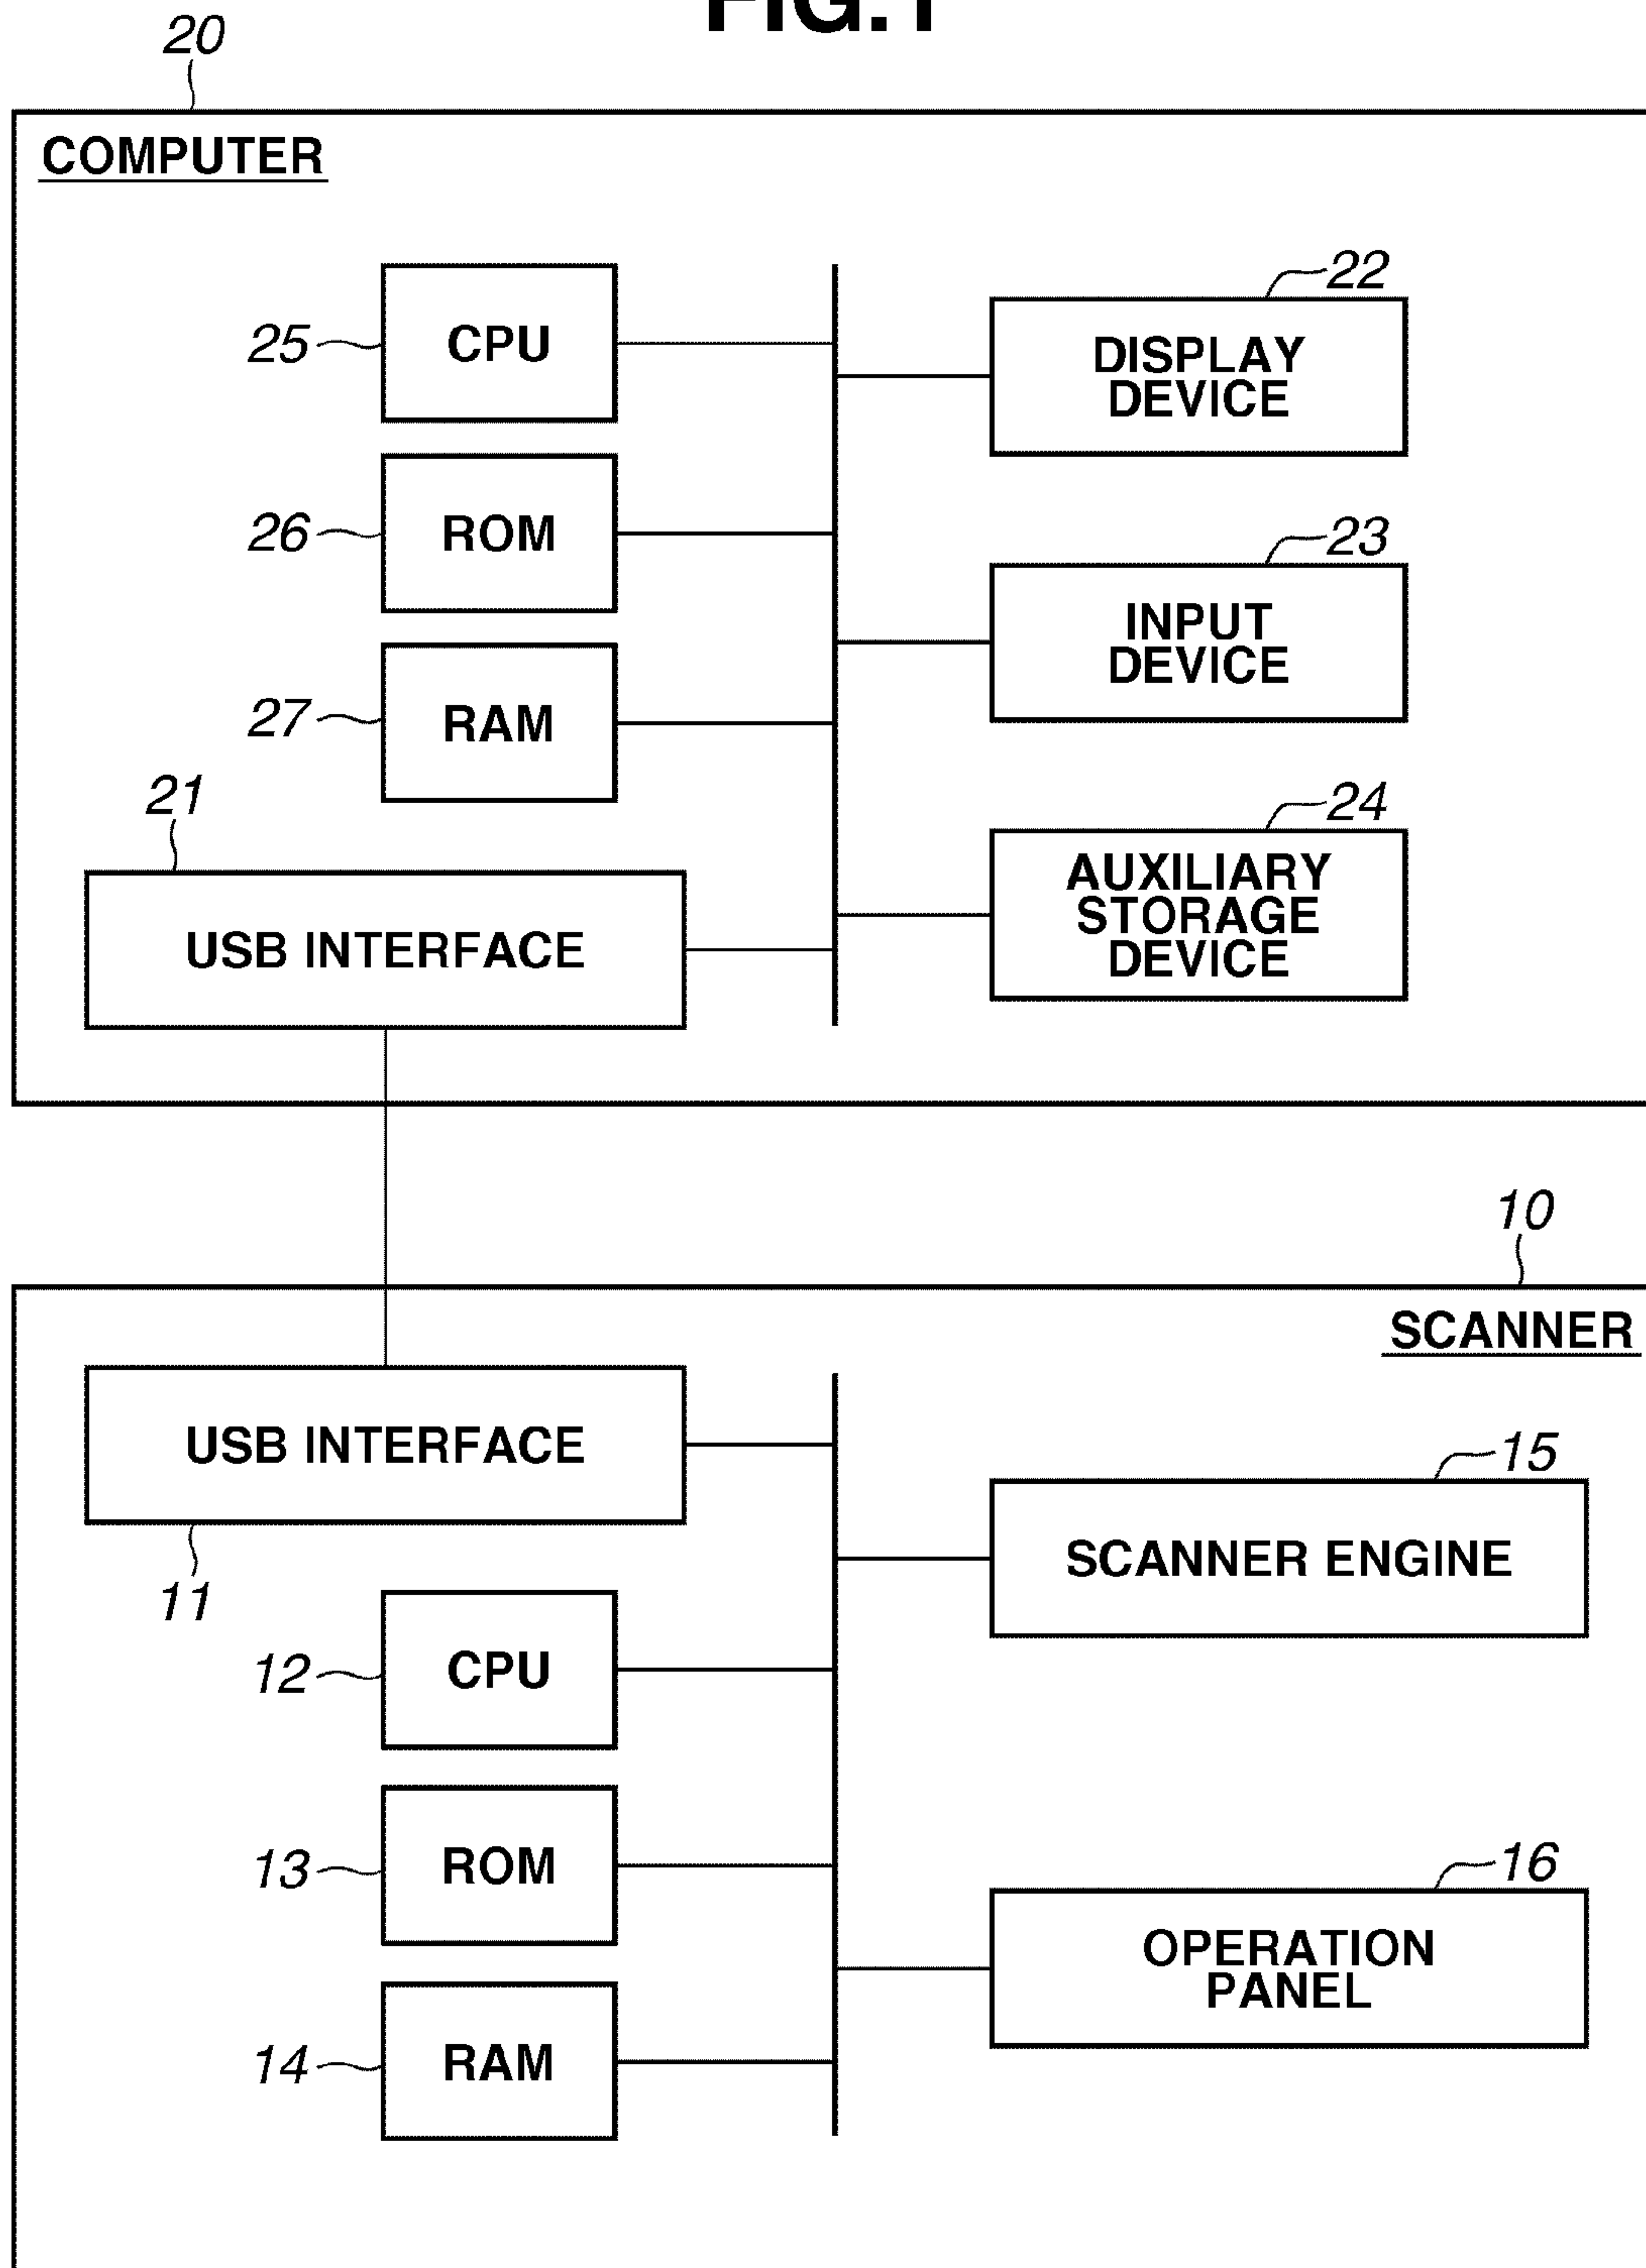 FIG.1
20
COMPUTER
22
25
CPU
DISPLAY
DEVICE
23
26
ROM
INPUT
DEVICE
27
RAM
21
24
AUXILIARY
STORAGE
DEVICE
USB INTERFACE
10
SCANNER
USB INTERFACE
15
SCANNER ENGINE
11
12
CPU
13
ROM
16
OPERATION
PANEL
14
RAM